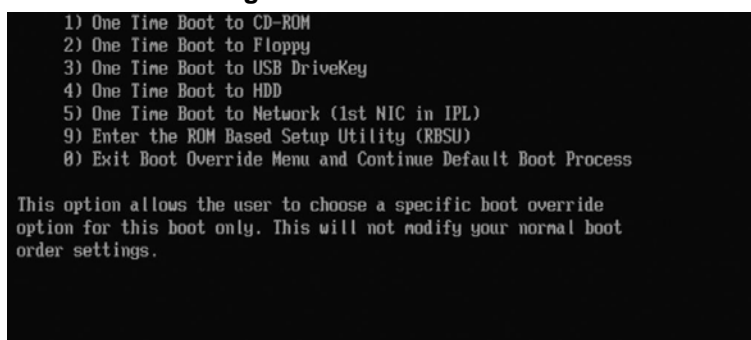 1) One Time Boot to CD-ROM
2) One Time Boot to Floppy
3) One Time Boot to USB DriveKey
4) One Time Boot to HDD
5) One Time Boot to Network (1st NIC in IPL)
9) Enter the ROM Based Setup Utility (RBSU)
0) Exit Boot Override Menu and Continue Default Boot Process
This option allows the user to choose a specific boot override
option for this boot only. This will not modify your normal boot
order settings.